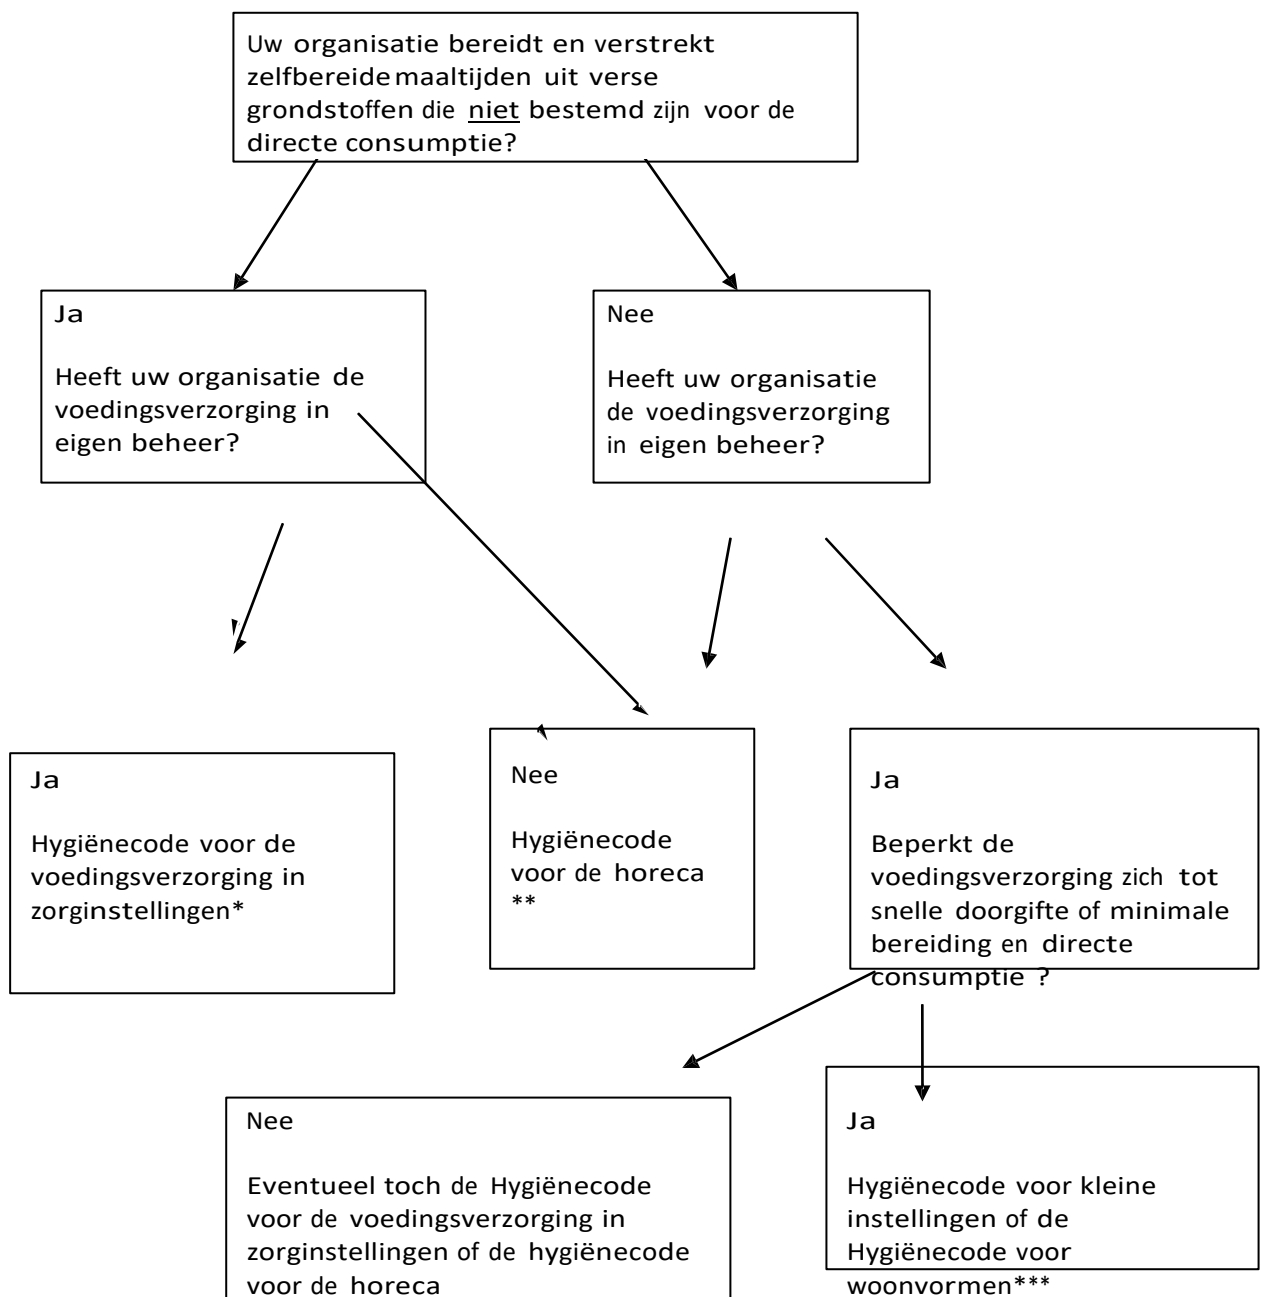 Uw organisatie bereidt en verstrekt
zelfbereide maaltijden uit verse
grondstoffen die niet bestemd zijn voor de
directe consumptie?
Ja
Heeft uw organisatie de
voedingsverzorging in
eigen beheer?
Nee
Heeft uw organisatie
de voedingsverzorging
in eigen beheer?
Ja
Hygiënecode voor de
voedingsverzorging in
zorginstellingen*
Nee
Hygiënecode
voor de horeca
**
Ja
Beperkt de
voedingsverzorging zich tot
snelle doorgifte of minimale
bereiding en directe
consumptie ?
Nee
Eventueel toch de Hygiënecode
voor de voedingsverzorging in
zorginstellingen of de hygiënecode
voor de horeca
Ja
Hygiënecode voor kleine
instellingen of de
Hygiënecode voor
woonvormen***